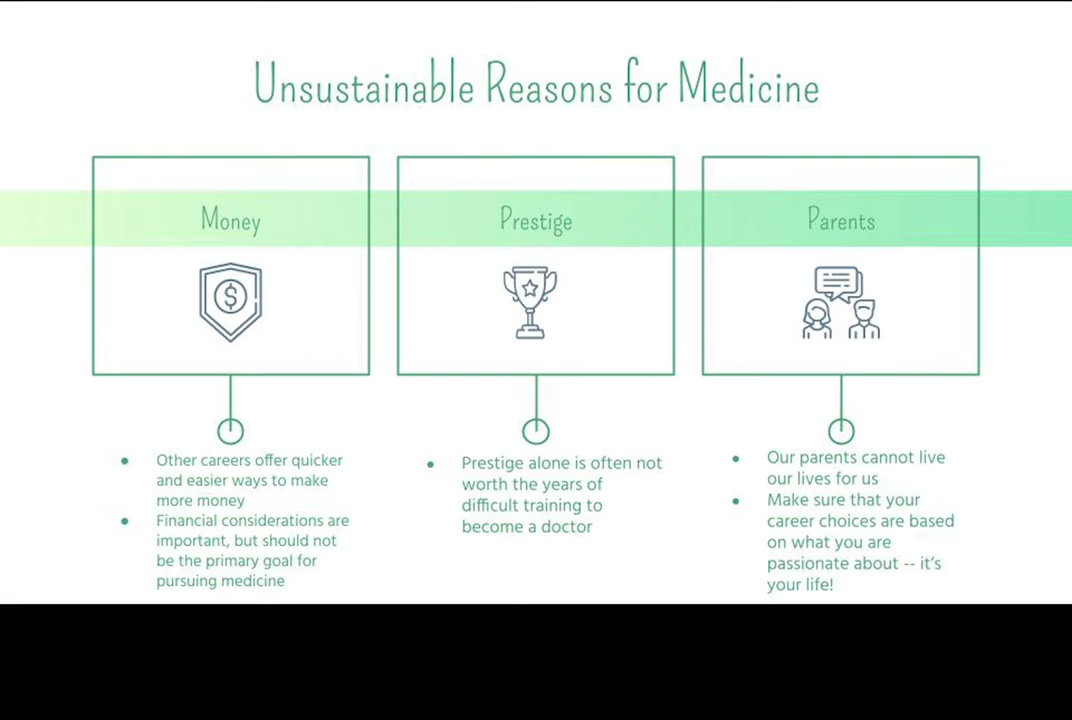 Unsustainable Reasons for Medicine
Money
Prestige
Parents
$
● Other careers offer quicker
and easier ways to make
more money
● Financial considerations are
important, but should not
be the primary goal for
pursuing medicine
● Prestige alone is often not
worth the years of
difficult training to
become a doctor
● Our parents cannot live
our lives for us
● Make sure that your
career choices are based
on what you are
passionate about -- it’s
your life!